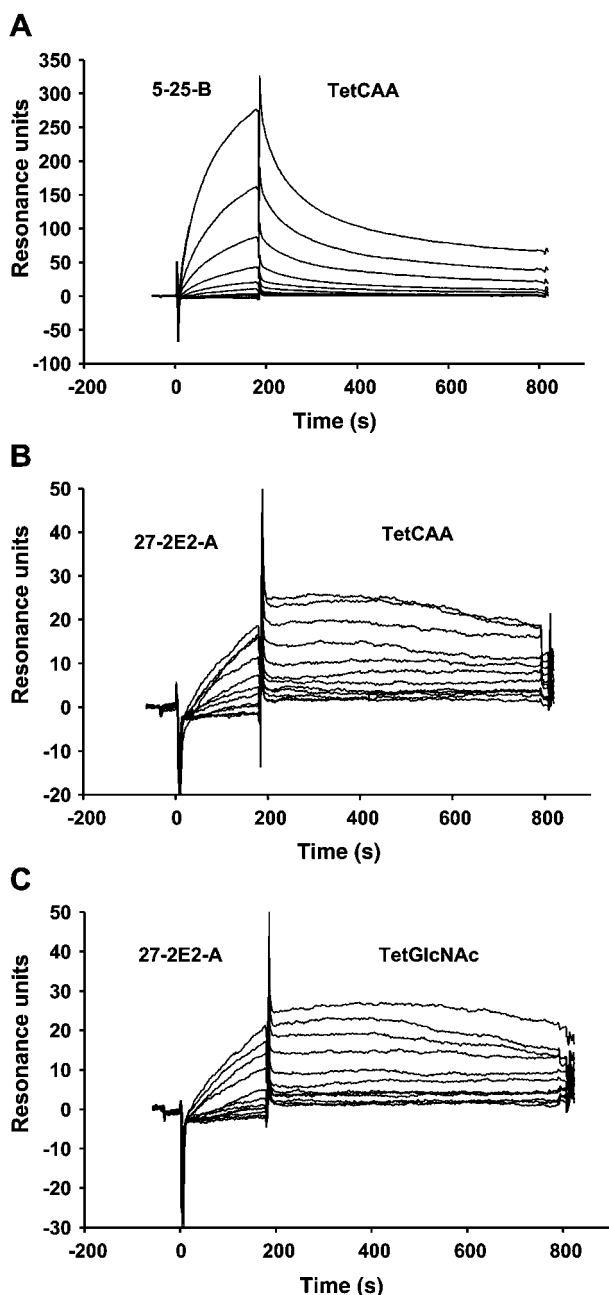 A
350
300
250
200
150
100
50
0
-50
-100
Resonance units
5-25-B TetCAA
-200 0 200 400 600 800
Time (s)
B
50
40
30
20
10
0
-10
-20
Resonance units
27-2E2-A TetCAA
-200 0 200 400 600 800
Time (s)
C
50
40
30
20
10
0
-10
-20
-30
Resonance units
27-2E2-A TetGlcNAc
-200 0 200 400 600 800
Time (s)